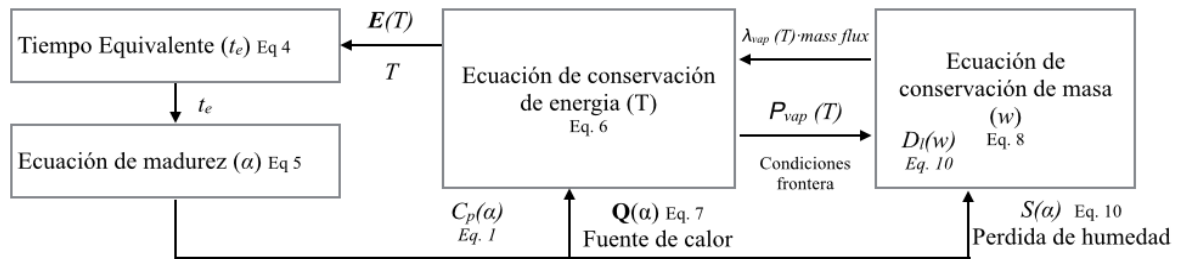 Tiempo Equivalente (tₑ) Eq 4
tₑ
Ecuación de madurez (α) Eq 5
E(T)
T
Ecuación de conservación
de energia (T)
Eq. 6
λvap (T)·mass flux
Pvap (T)
Condiciones
frontera
Ecuación de
conservación de masa
(w)
Dl(w) Eq. 8
Eq. 10
Cp(α)
Eq. 1
Q(α) Eq. 7
Fuente de calor
S(α) Eq. 10
Perdida de humedad